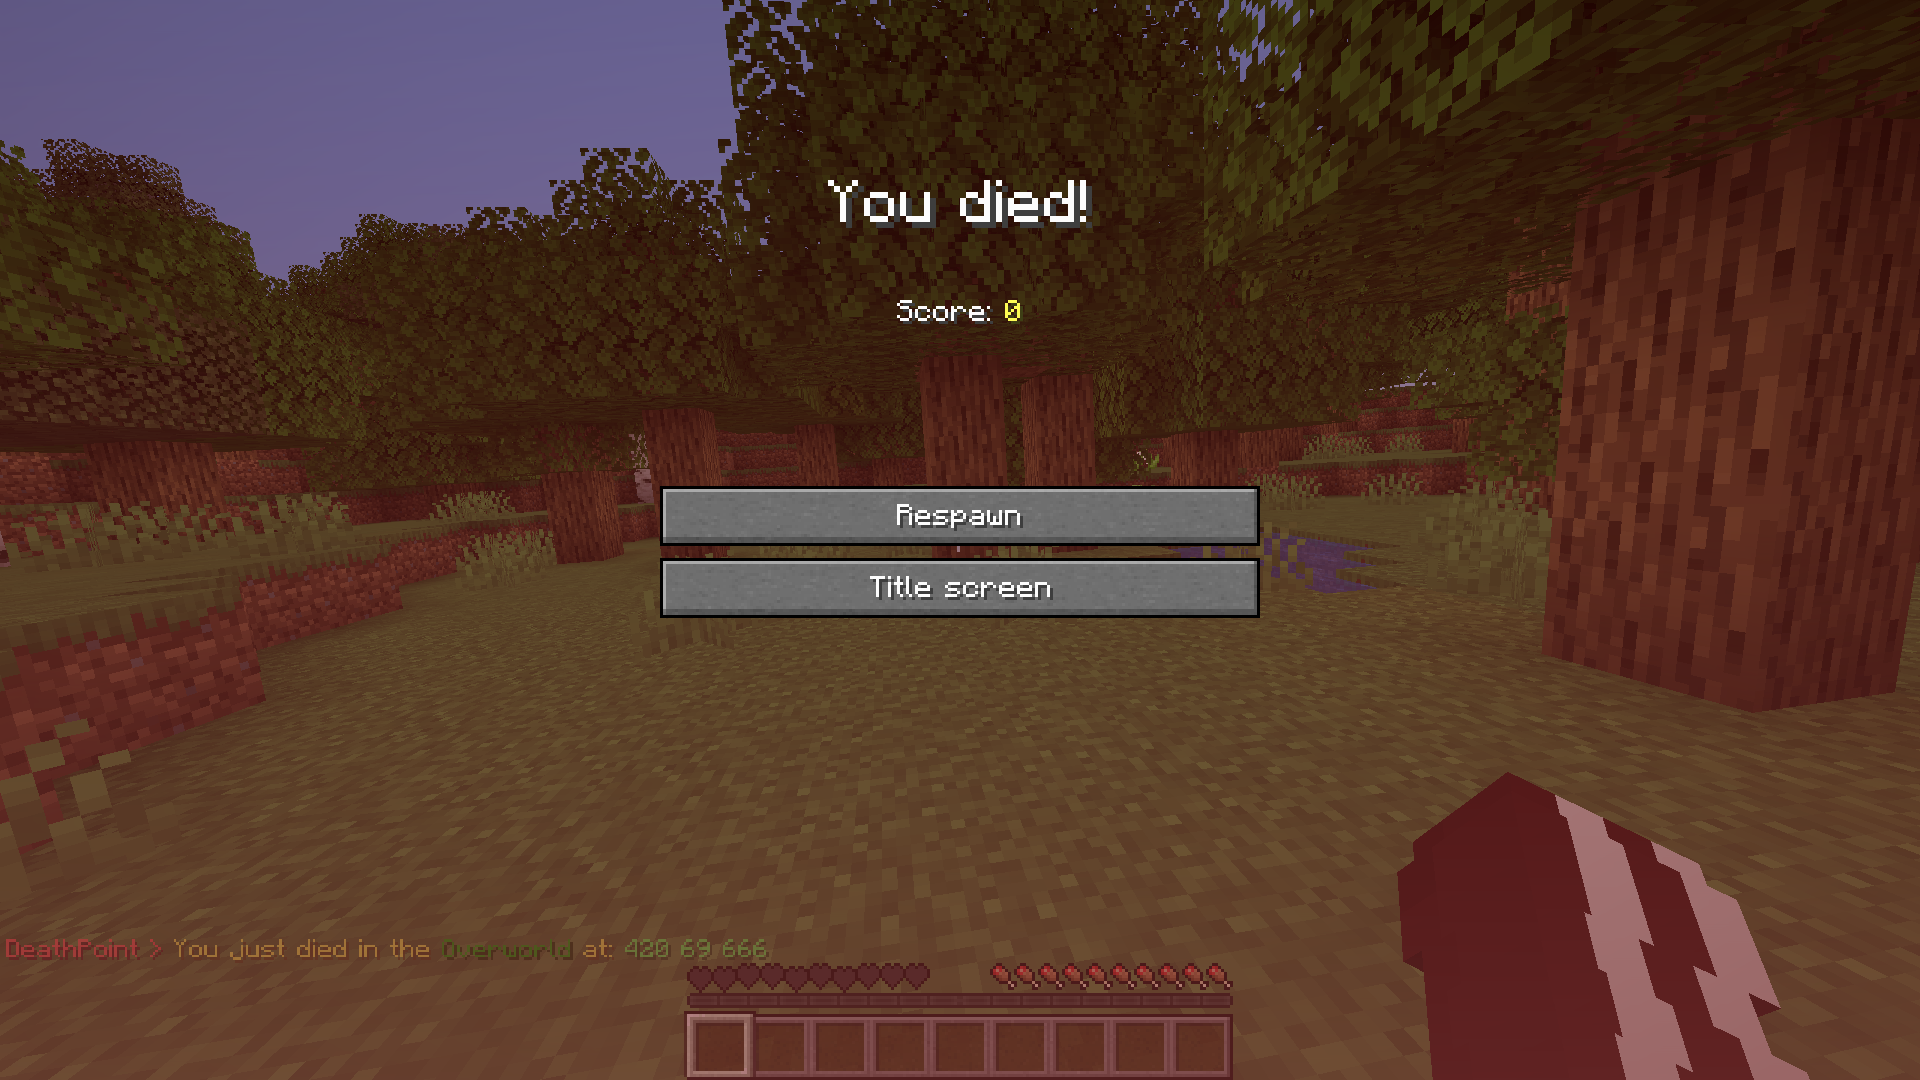 You died!
Score: 0
Respawn
Title screen
DeathPoint > You just died in the Overworld at: 420 69 666